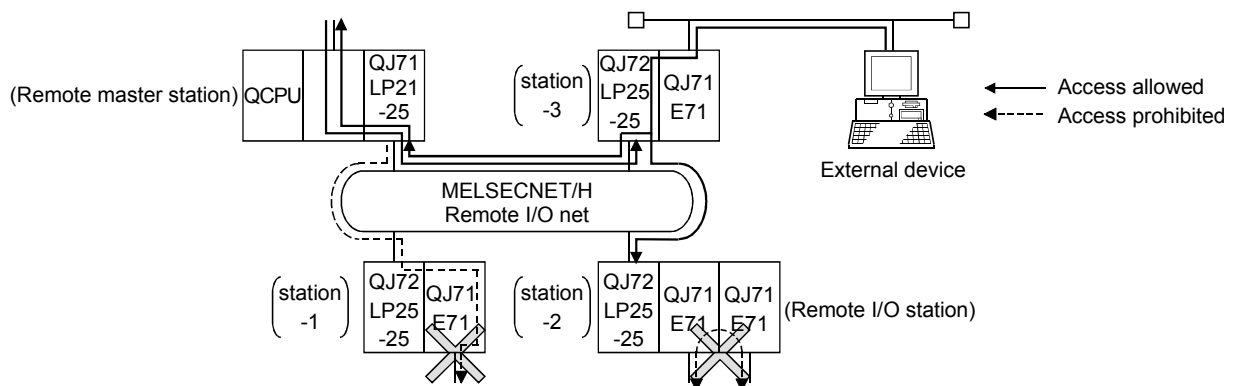 (Remote master station)
QCPU
QJ71
LP21
-25
(station
-3)
QJ72
LP25
-25
QJ71
E71
Access allowed
Access prohibited
External device
MELSECNET/H
Remote I/O net
(station
-1)
QJ72
LP25
-25
QJ71
E71
(station
-2)
QJ72
LP25
-25
QJ71
E71
QJ71
E71
(Remote I/O station)